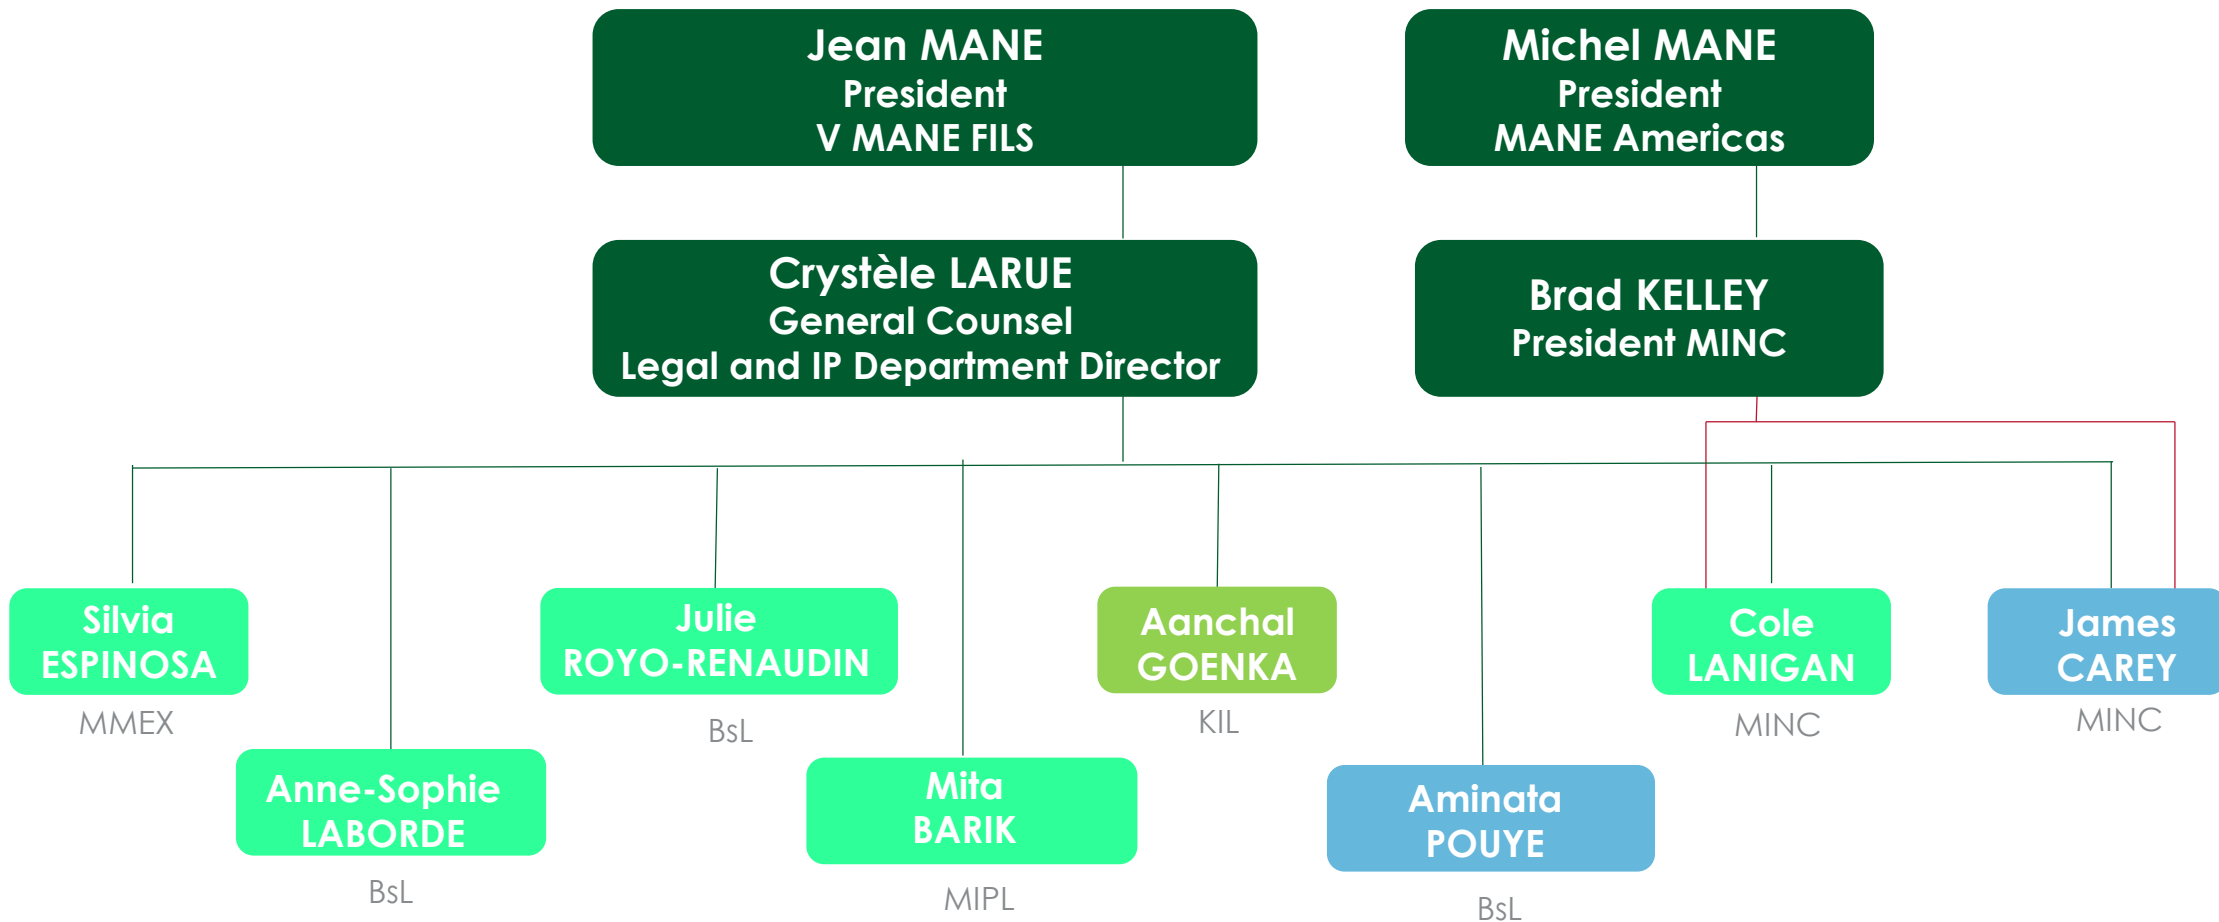 Jean MANE
President
V MANE FILS
Michel MANE
President
MANE Americas
Crystèle LARUE
General Counsel
Legal and IP Department Director
Brad KELLEY
President MINC
Silvia
ESPINOSA
MMEX
Anne-Sophie
LABORDE
BsL
Julie
ROYO-RENAUDIN
BsL
Mita
BARIK
MIPL
Aanchal
GOENKA
KIL
Aminata
POUYE
BsL
Cole
LANIGAN
MINC
James
CAREY
MINC